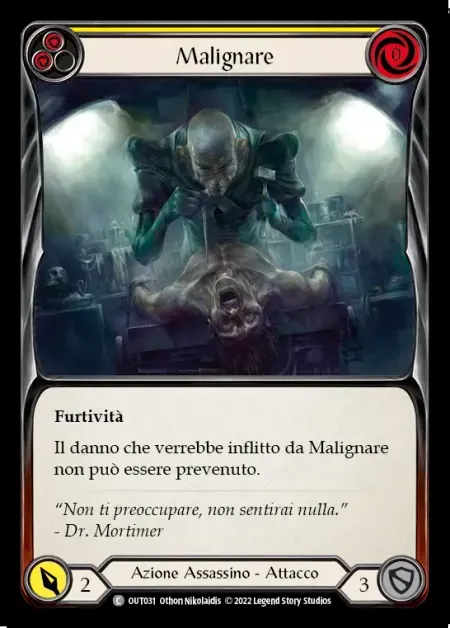 0
Malignare
Furtività
Il danno che verrebbe inflitto da Malignare
non può essere prevenuto.
“Non ti preoccupare, non sentirai nulla.”
- Dr. Mortimer
2
Azione Assassino - Attacco
3
C OUT031 Othon Nikolaidis © 2022 Legend Story Studios